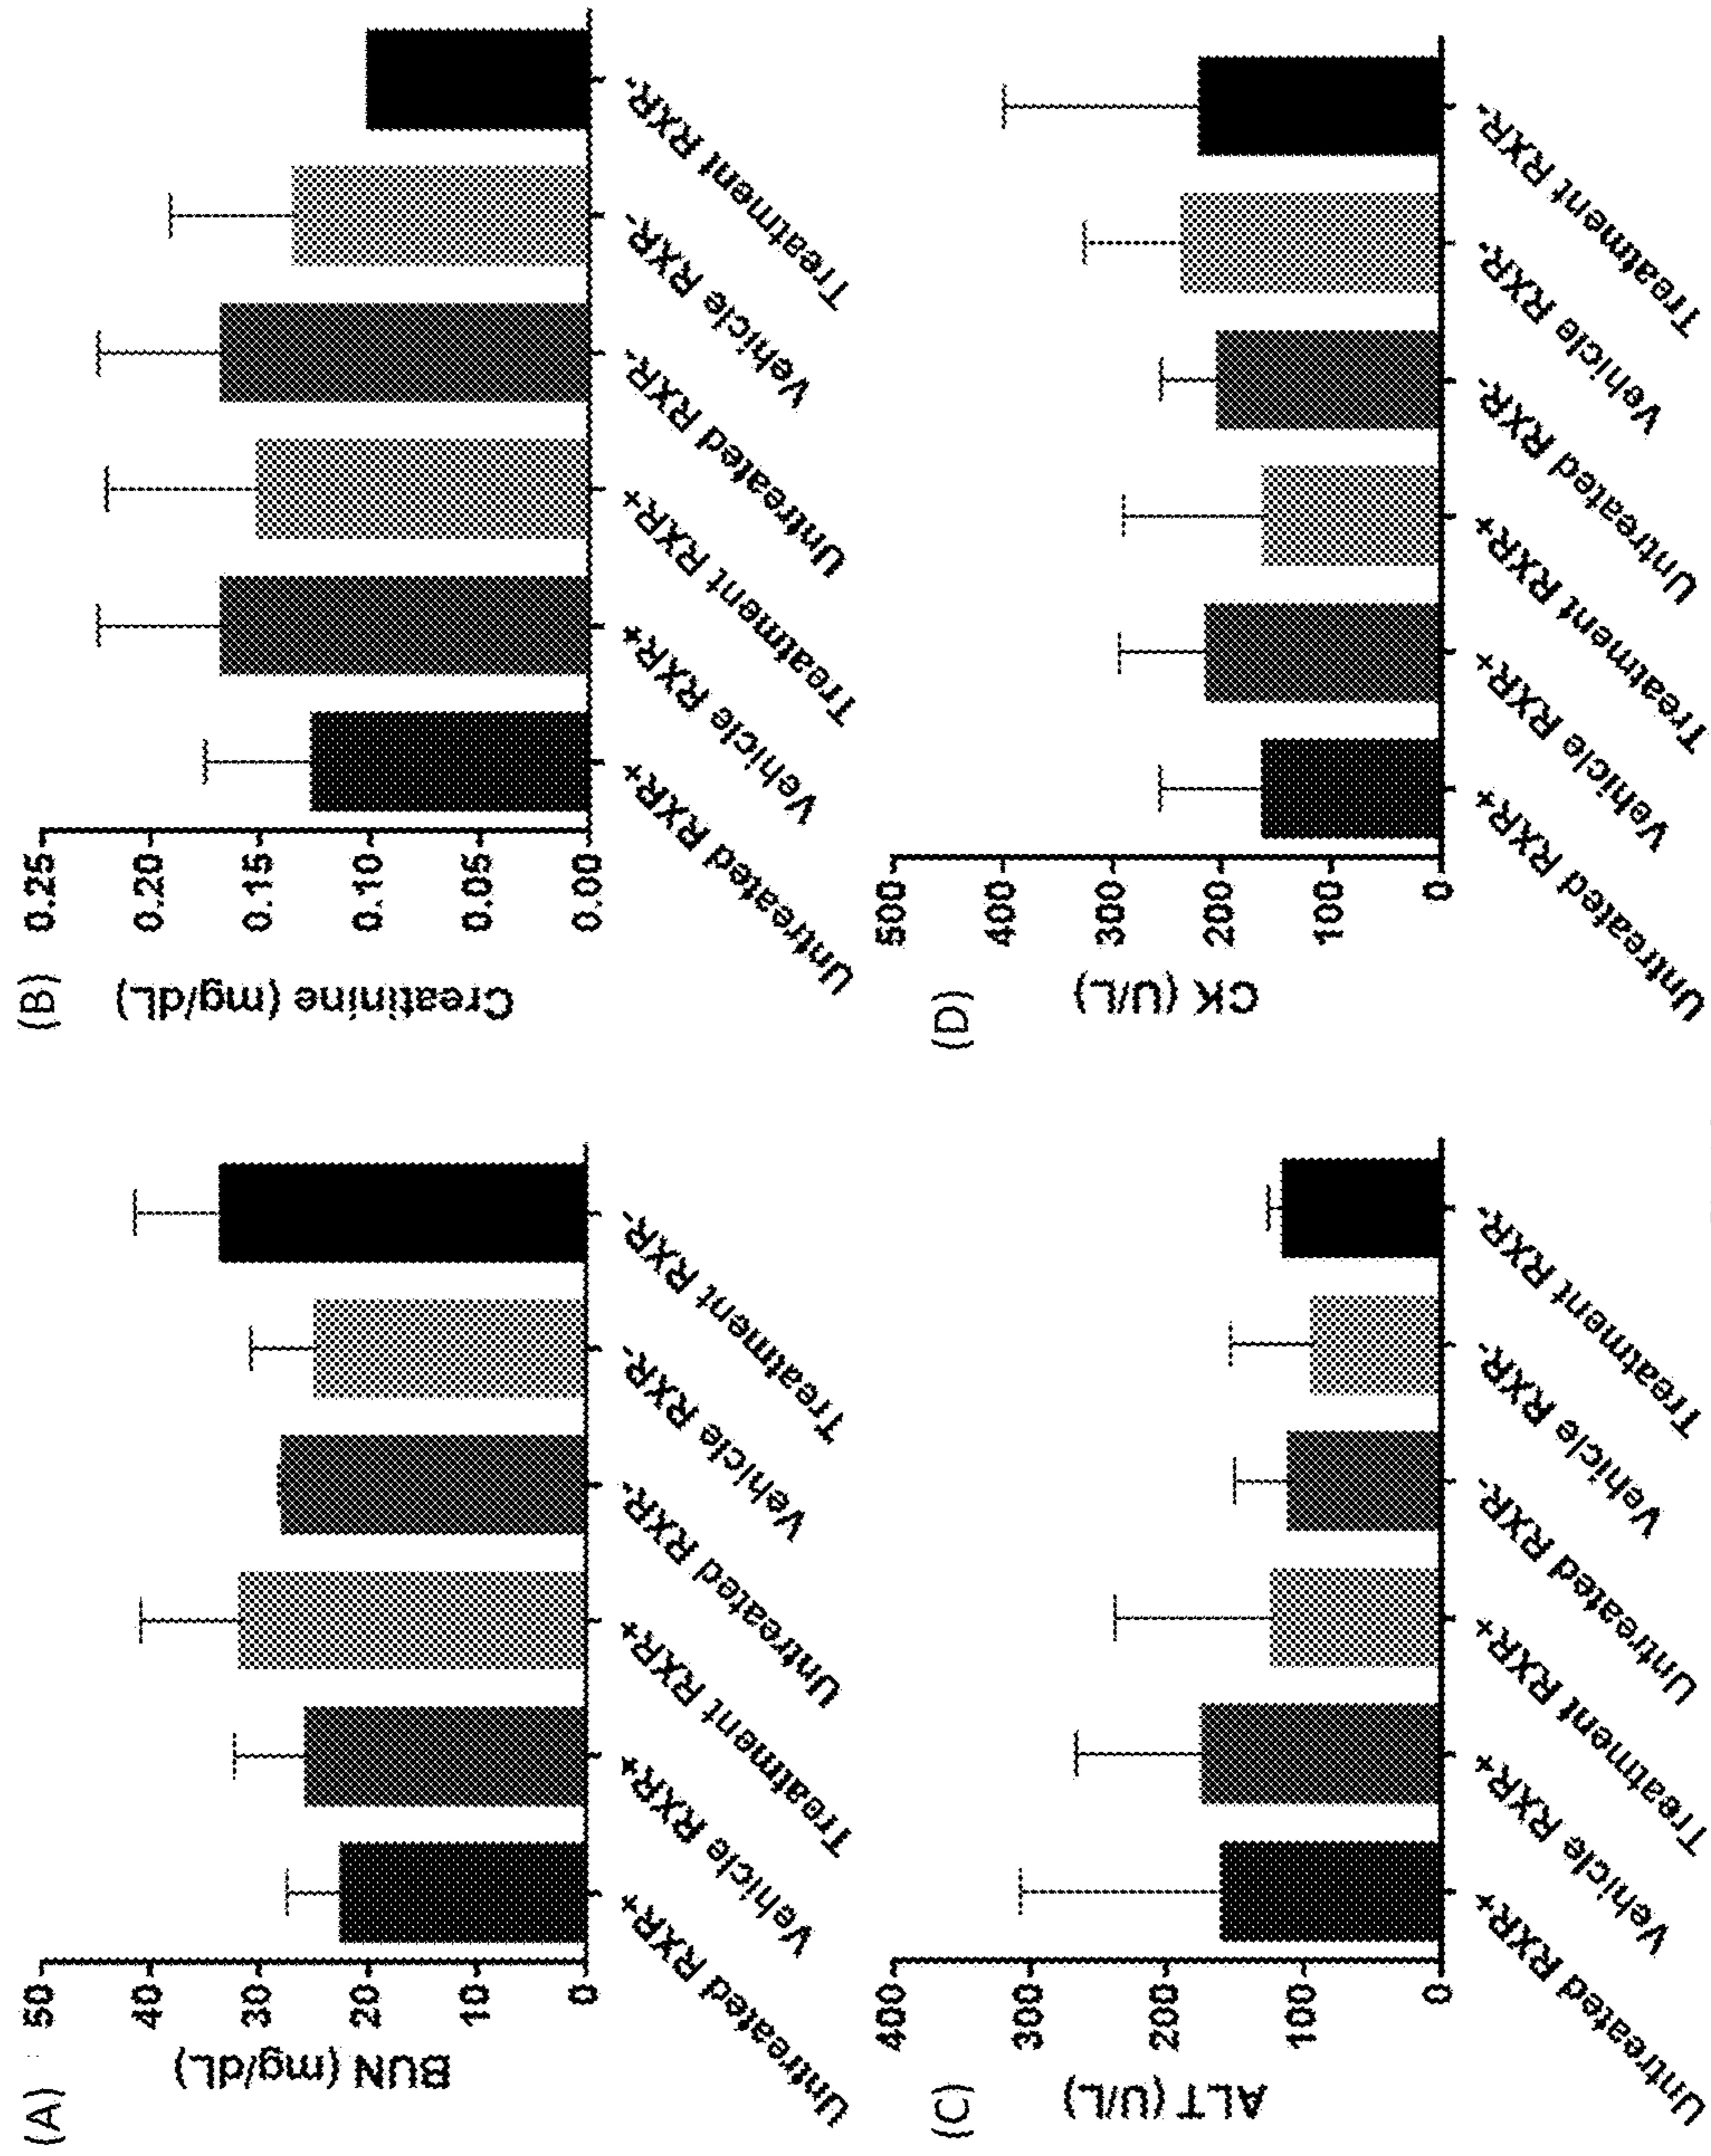 (A)
BUN (mg/dL)
50
40
30
20
10
0
Untreated RXR+
Vehicle RXR+
Treatment RXR+
Untreated RXR-
Vehicle RXR-
Treatment RXR-
(B)
Creatinine (mg/dL)
0.25
0.20
0.15
0.10
0.05
0.00
Untreated RXR+
Vehicle RXR+
Treatment RXR+
Untreated RXR-
Vehicle RXR-
Treatment RXR-
(C)
ALT (U/L)
400
300
200
100
0
Untreated RXR+
Vehicle RXR+
Treatment RXR+
Untreated RXR-
Vehicle RXR-
Treatment RXR-
(D)
CK (U/L)
500
400
300
200
100
0
Untreated RXR+
Vehicle RXR+
Treatment RXR+
Untreated RXR-
Vehicle RXR-
Treatment RXR-